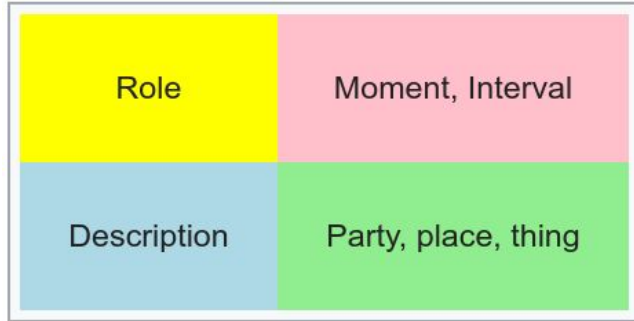 Role
Moment, Interval
Description
Party, place, thing